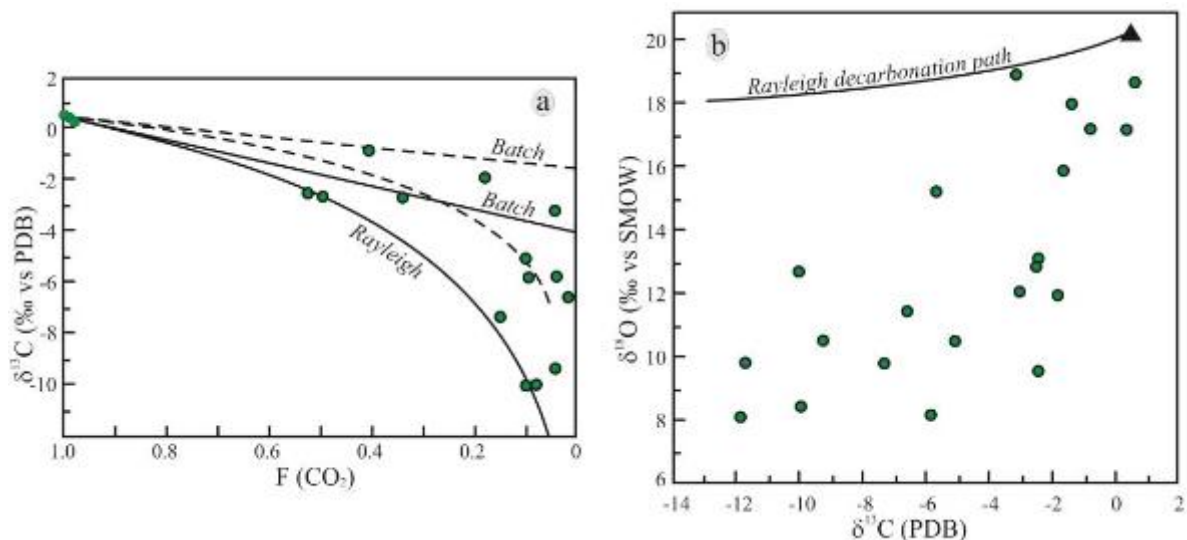 a
2
0
-2
-4
-6
-8
-10
δ¹³C (‰ vs PDB)
Batch
Batch
Rayleigh
1.0 0.8 0.6 0.4 0.2 0
F (CO₂)
b
20
18
16
14
12
10
8
6
δ¹⁸O (‰ vs SMOW)
Rayleigh decarbonation path
-14 -12 -10 -8 -6 -4 -2 0 2
δ¹³C (PDB)